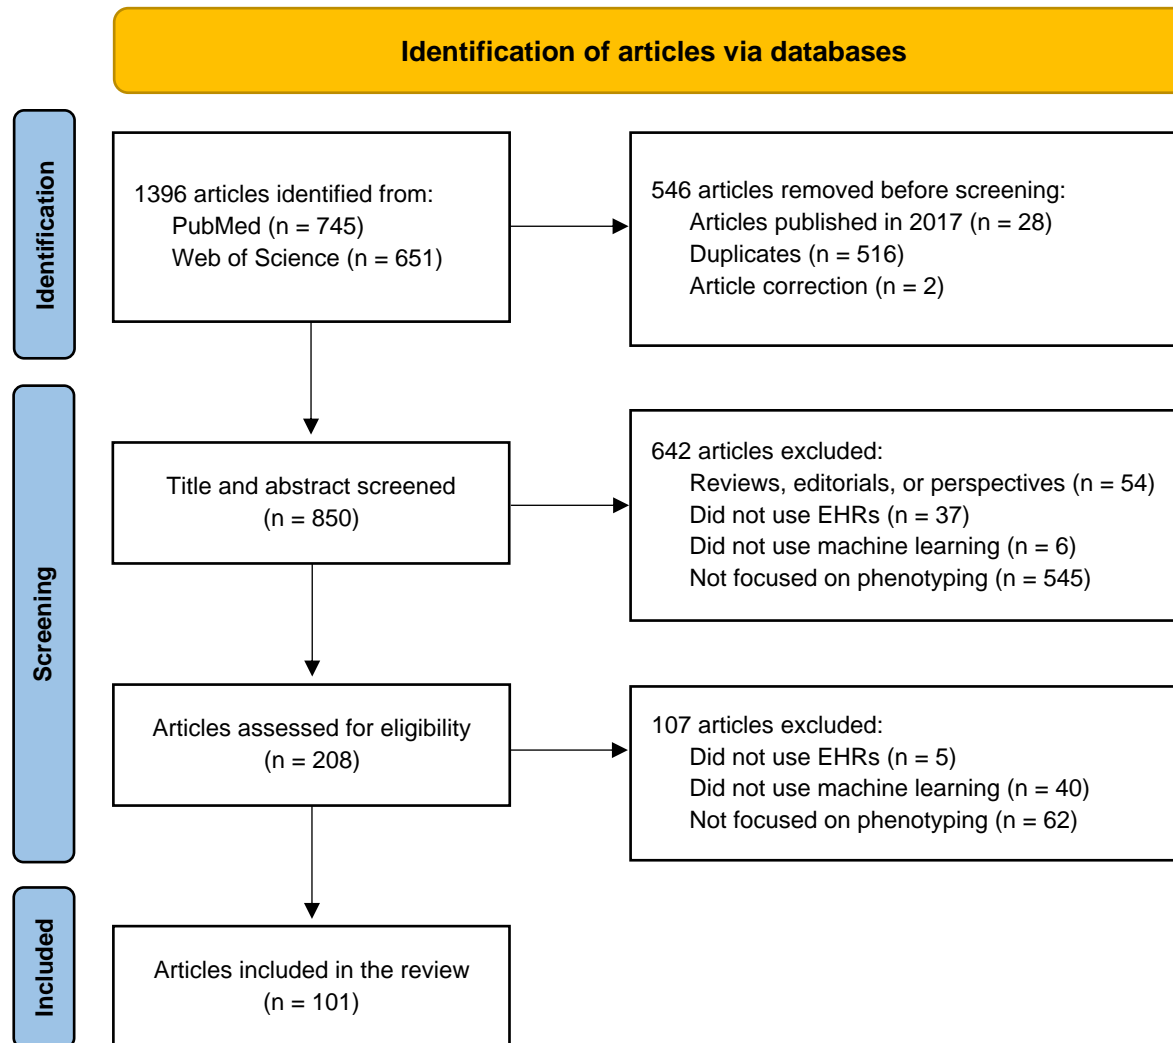 Identification of articles via databases
Identification
1396 articles identified from:
PubMed (n = 745)
Web of Science (n = 651)
546 articles removed before screening:
Articles published in 2017 (n = 28)
Duplicates (n = 516)
Article correction (n = 2)
Screening
Title and abstract screened
(n = 850)
642 articles excluded:
Reviews, editorials, or perspectives (n = 54)
Did not use EHRs (n = 37)
Did not use machine learning (n = 6)
Not focused on phenotyping (n = 545)
Articles assessed for eligibility
(n = 208)
107 articles excluded:
Did not use EHRs (n = 5)
Did not use machine learning (n = 40)
Not focused on phenotyping (n = 62)
Included
Articles included in the review
(n = 101)